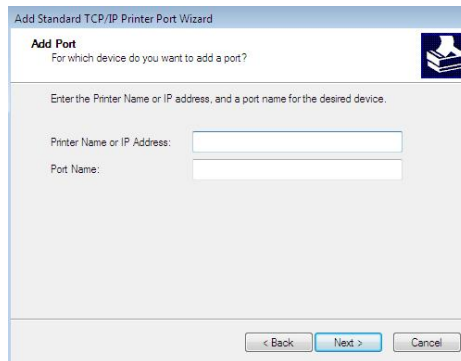 Add Standard TCP/IP Printer Port Wizard
Add Port
For which device do you want to add a port?
Enter the Printer Name or IP address, and a port name for the desired device.
Printer Name or IP Address:
Port Name:
< Back
Next >
Cancel